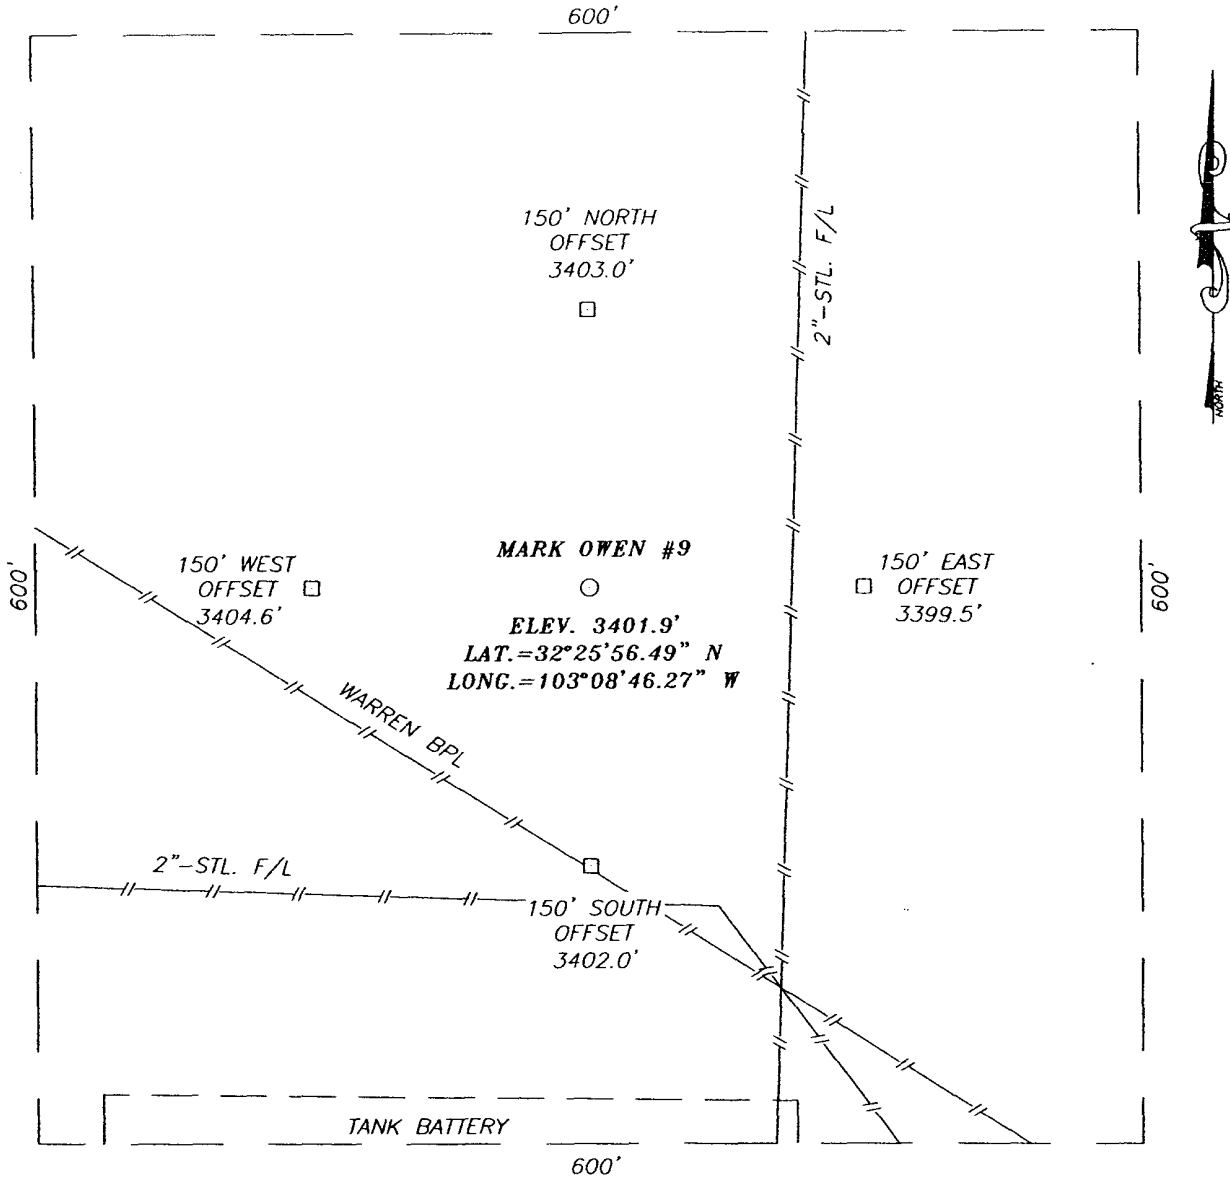 600'
150' NORTH
OFFSET
3403.0'
2"-STL. F/L
NORTH
600'
150' WEST
OFFSET
3404.6'
MARK OWEN #9
ELEV. 3401.9'
LAT.=32°25'56.49" N
LONG.=103°08'46.27" W
150' EAST
OFFSET
3399.5'
600'
WARREN BPL
2"-STL. F/L
150' SOUTH
OFFSET
3402.0'
TANK BATTERY
600'